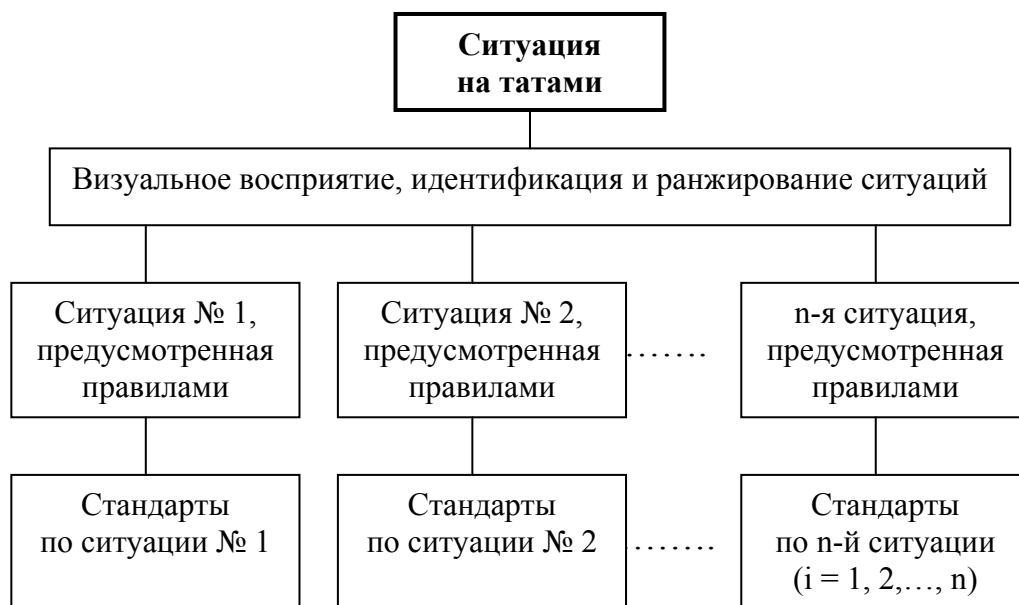 Ситуация
на татами
Визуальное восприятие, идентификация и ранжирование ситуаций
Ситуация № 1,
предусмотренная
правилами
Ситуация № 2,
предусмотренная
правилами
........
n-я ситуация,
предусмотренная
правилами
Стандарты
по ситуации № 1
Стандарты
по ситуации № 2
.........
Стандарты
по n-й ситуации
(i = 1, 2,…, n)